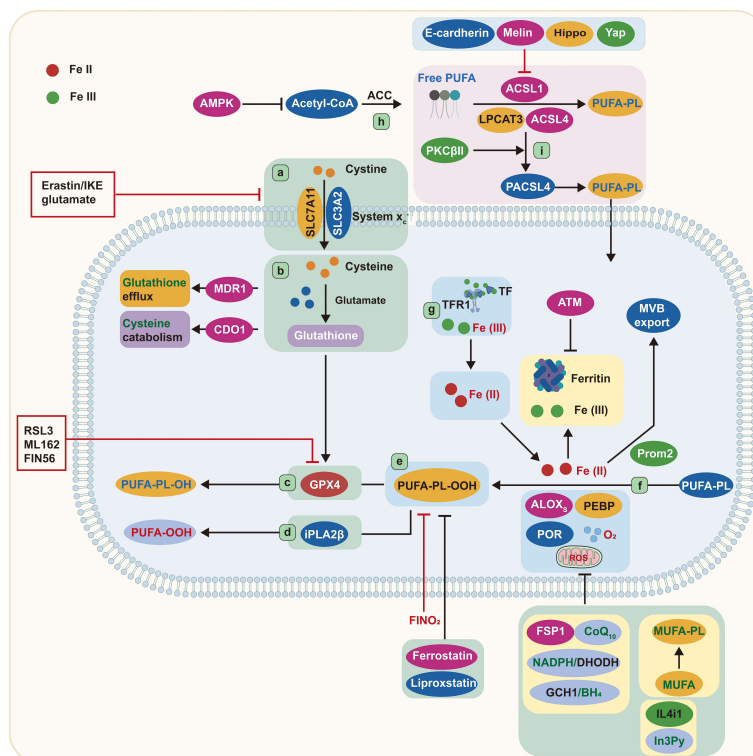 E-cardherin
Melin
Hippo
Yap
Fe II
Fe III
Free PUFA
ACSL1
PUFA-PL
AMPK
Acetyl-CoA
ACC
h
LPCAT3
ACSL4
PKCβII
i
PACSL4
PUFA-PL
a
Cystine
Erastin/IKE
glutamate
SLC7A11
SLC3A2
System xc-
b
Cysteine
Glutamate
Glutathione
Glutathione
efflux
MDR1
Cysteine
catabolism
CDO1
g
TFR1
TF
Fe (III)
ATM
MVB
export
Ferritin
Fe (III)
Fe (II)
RSL3
ML162
FIN56
Fe (II)
Prom2
PUFA-PL-OH
c
GPX4
e
PUFA-PL-OOH
f
PUFA-PL
PUFA-OOH
d
iPLA2β
ALOXS
PEBP
POR
O2
ROS
FINO2
Ferrostatin
Liproxstatin
FSP1
CoQ10
NADPH/DHODH
GCH1/BH4
MUFA-PL
MUFA
IL4i1
In3Py